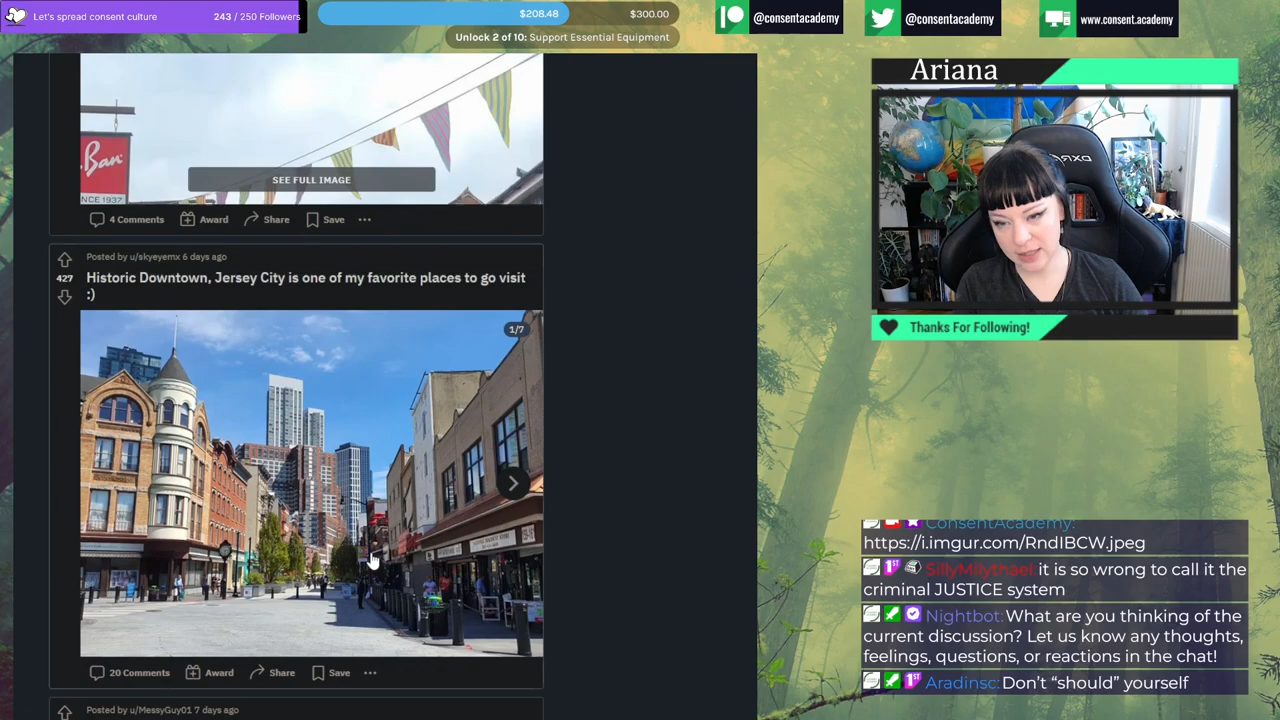 Let's spread consent culture
243 / 250 Followers
$208.48
$300.00
Unlock 2 of 10: Support Essential Equipment
@consentacademy
@consentacademy
www.consent.academy
Ariana
DXRA
Ban
NCE 1937
SEE FULL IMAGE
4 Comments Award Share Save
Posted by u/skyeyemx 6 days ago
427
Historic Downtown, Jersey City is one of my favorite places to go visit
:)
1/7
20 Comments Award Share Save
Posted by u/MessyGuy01 7 days ago
Thanks For Following!
ConsentAcademy:
https://i.imgur.com/RndIBCW.jpeg
SillyMilythael: it is so wrong to call it the
criminal JUSTICE system
Nightbot: What are you thinking of the
current discussion? Let us know any thoughts,
feelings, questions, or reactions in the chat!
Aradinsc: Don't “should” yourself